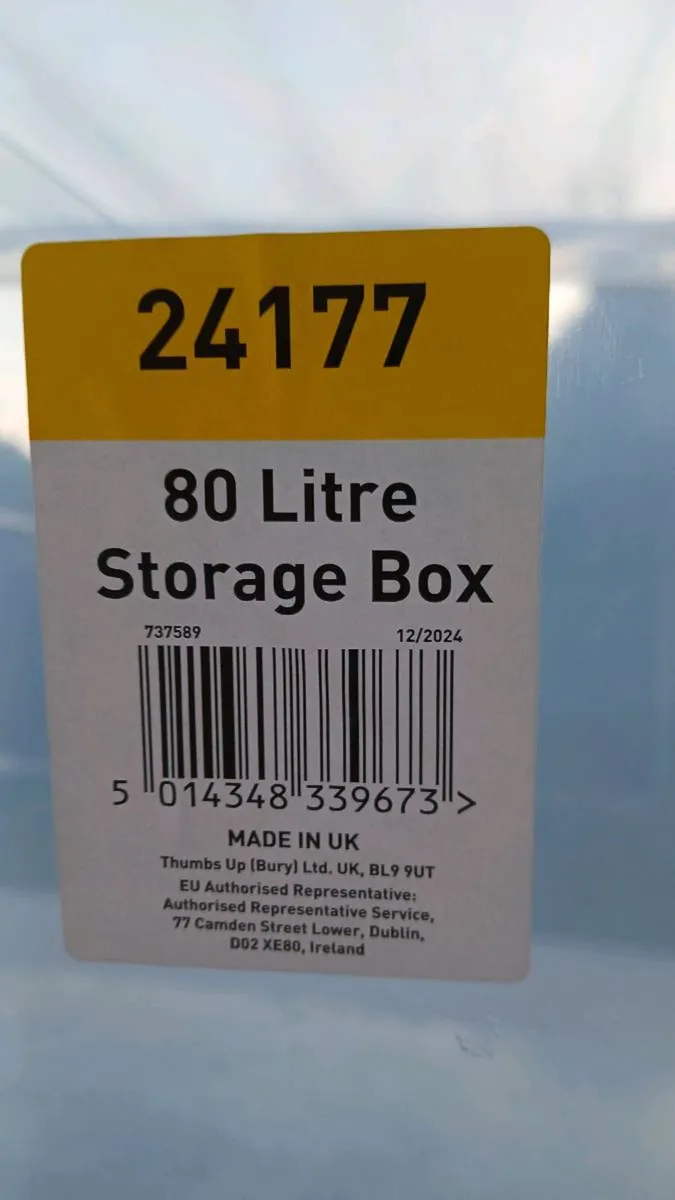 24177
80 Litre
Storage Box
737589 12/2024
5 014348 339673 >
MADE IN UK
Thumbs Up (Bury) Ltd. UK, BL9 9UT
EU Authorised Representative:
Authorised Representative Service,
77 Camden Street Lower, Dublin,
D02 XE80, Ireland